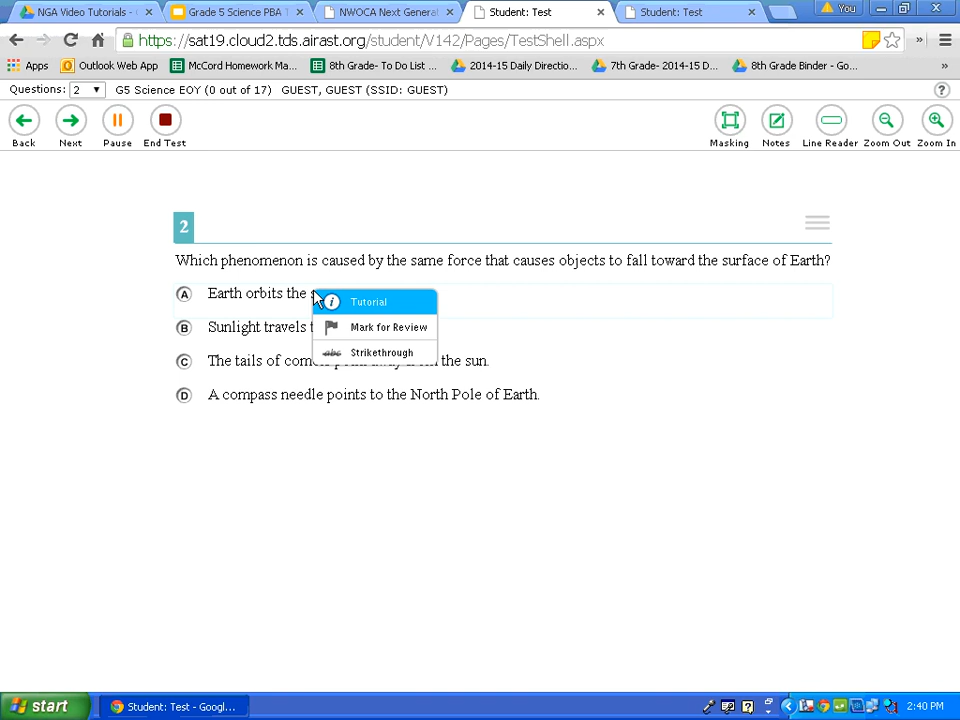 NGA Video Tutorials -
Grade 5 Science PBA T
NWOCA Next General
Student: Test
Student: Test
You
https://sat19.cloud2.tds.airast.org/student/V142/Pages/TestShell.aspx
Apps
Outlook Web App
McCord Homework Ma...
8th Grade- To Do List ...
2014-15 Daily Directio...
7th Grade- 2014-15 D...
8th Grade Binder - Go...
»
Questions: 2 G5 Science EOY (0 out of 17) GUEST, GUEST (SSID: GUEST) ?
Back
Next
Pause
End Test
Masking
Notes
Line Reader
Zoom Out
Zoom In
2
Which phenomenon is caused by the same force that causes objects to fall toward the surface of Earth?
A Earth orbits the s
i Tutorial
Mark for Review
abc Strikethrough
B Sunlight travels t
C The tails of the sun.
D A compass needle points to the North Pole of Earth.
start
Student: Test - Googl...
2:40 PM